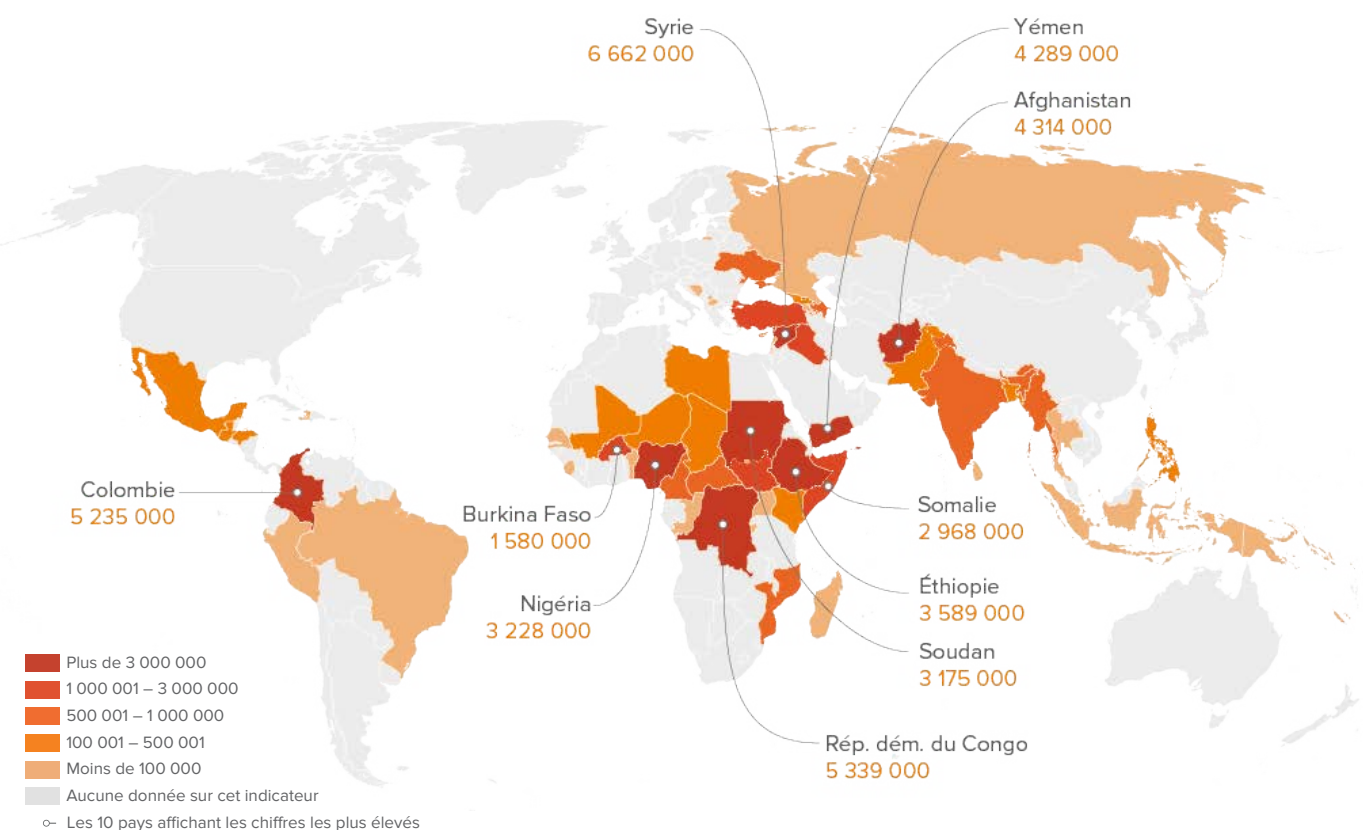 Syrie
6 662 000
Yémen
4 289 000
Afghanistan
4 314 000
Colombie
5 235 000
Burkina Faso
1 580 000
Nigéria
3 228 000
Somalie
2 968 000
Éthiopie
3 589 000
Soudan
3 175 000
Rép. dém. du Congo
5 339 000
Plus de 3 000 000
1 000 001 – 3 000 000
500 001 – 1 000 000
100 001 – 500 001
Moins de 100 000
Aucune donnée sur cet indicateur
Les 10 pays affichant les chiffres les plus élevés